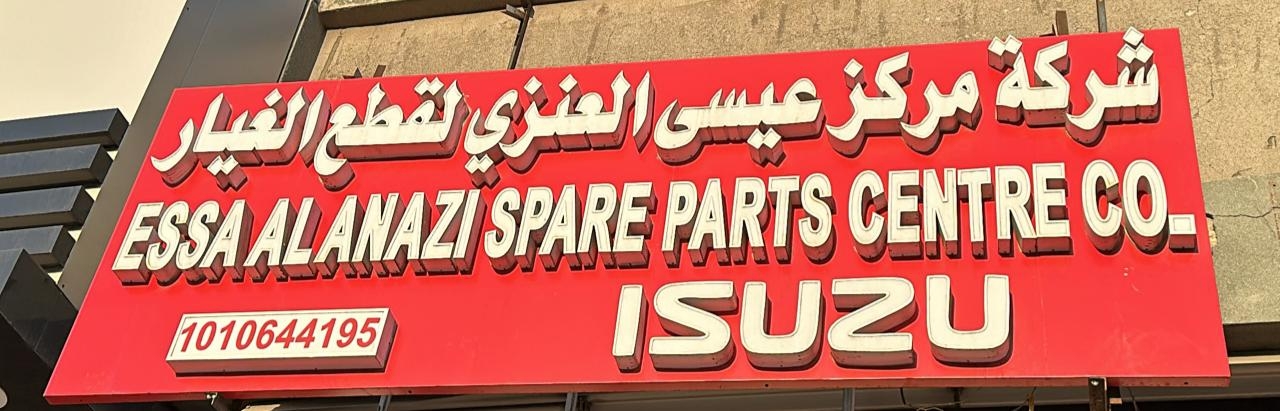 شركة مركز عيسى العنزي لقطع الغيار
ESSA ALANAZI SPARE PARTS CENTRE CO.
ISUZU
1010644195